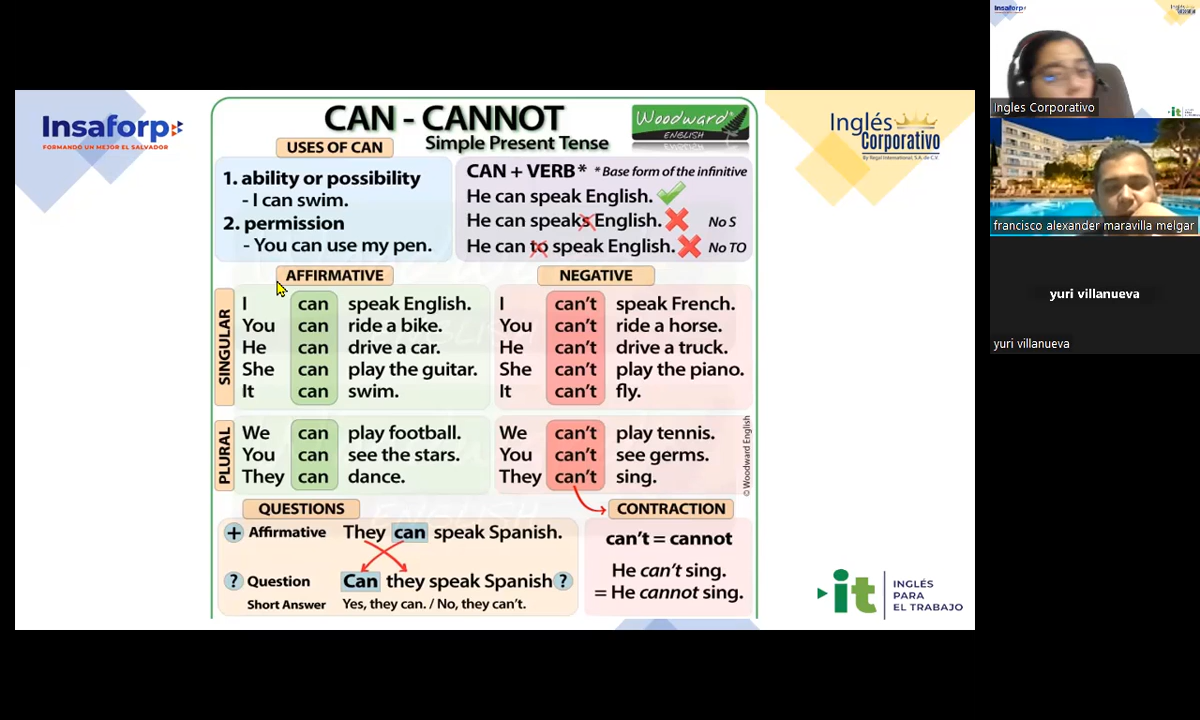 Insaforp
FORMANDO UN MEJOR EL SALVADOR
CAN - CANNOT
Simple Present Tense
Woodward®
ENGLISH
Inglés
Corporativo
By Regal International, S.A. de C.V.
USES OF CAN
1. ability or possibility
- I can swim.
2. permission
- You can use my pen.
CAN + VERB* * Base form of the infinitive
He can speak English.
He can speaks English. No S
He can to speak English. No TO
AFFIRMATIVE
NEGATIVE
SINGULAR
I can speak English.
You can ride a bike.
He can drive a car.
She can play the guitar.
It can swim.
I can't speak French.
You can't ride a horse.
He can't drive a truck.
She can't play the piano.
It can't fly.
PLURAL
We can play football.
You can see the stars.
They can dance.
We can't play tennis.
You can't see germs.
They can't sing.
© Woodward English
QUESTIONS
+ Affirmative They can speak Spanish.
? Question Can they speak Spanish?
Short Answer Yes, they can. / No, they can't.
CONTRACTION
can't = cannot
He can't sing.
= He cannot sing.
it
INGLÉS
PARA
EL TRABAJO
Insaforp
Ingles Corporativo
it
francisco alexander maravilla melgar
yuri villanueva
yuri villanueva